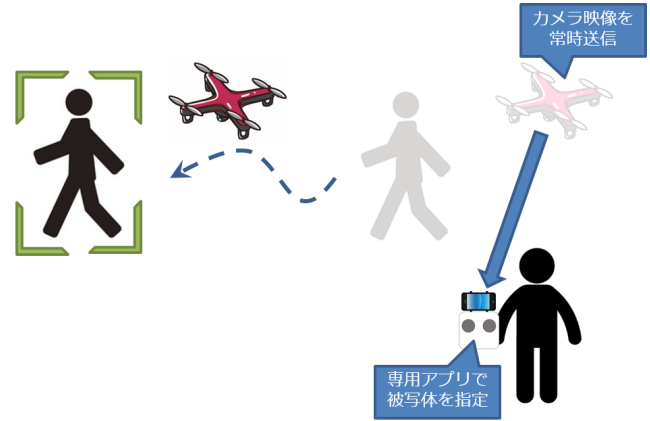 カメラ映像を
常時送信
専用アプリで
被写体を指定